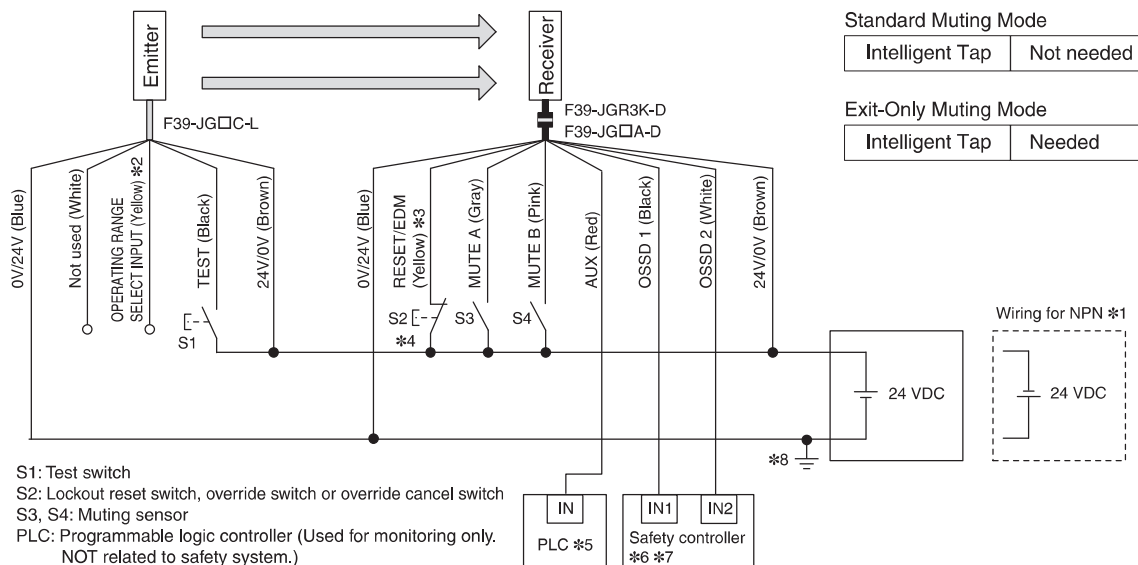 Emitter
Receiver
F39-JG□C-L
F39-JGR3K-D
F39-JG□A-D
Standard Muting Mode
Intelligent Tap Not needed
Exit-Only Muting Mode
Intelligent Tap Needed
0V/24V (Blue)
Not used (White)
OPERATING RANGE
SELECT INPUT (Yellow) *2
TEST (Black)
24V/0V (Brown)
0V/24V (Blue)
RESET/EDM
(Yellow) *3
MUTE A (Gray)
MUTE B (Pink)
AUX (Red)
OSSD 1 (Black)
OSSD 2 (White)
24V/0V (Brown)
S1
S2
*4
S3
S4
Wiring for NPN *1
24 VDC
24 VDC
*8
S1: Test switch
S2: Lockout reset switch, override switch or override cancel switch
S3, S4: Muting sensor
PLC: Programmable logic controller (Used for monitoring only.
NOT related to safety system.)
IN
PLC *5
IN1
IN2
Safety controller
*6 *7